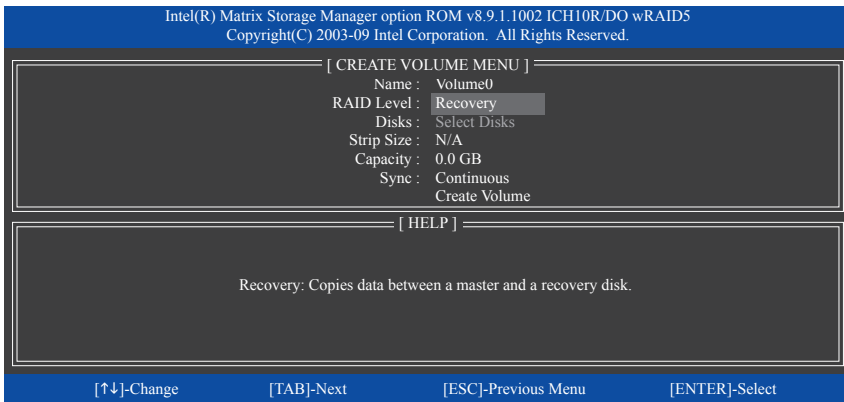 Intel(R) Matrix Storage Manager option ROM v8.9.1.1002 ICH10R/DO wRAID5
Copyright(C) 2003-09 Intel Corporation. All Rights Reserved.
[ CREATE VOLUME MENU ]
Name : Volume0
RAID Level : Recovery
Disks : Select Disks
Strip Size : N/A
Capacity : 0.0 GB
Sync : Continuous
Create Volume
[ HELP ]
Recovery: Copies data between a master and a recovery disk.
[↑↓]-Change [TAB]-Next [ESC]-Previous Menu [ENTER]-Select